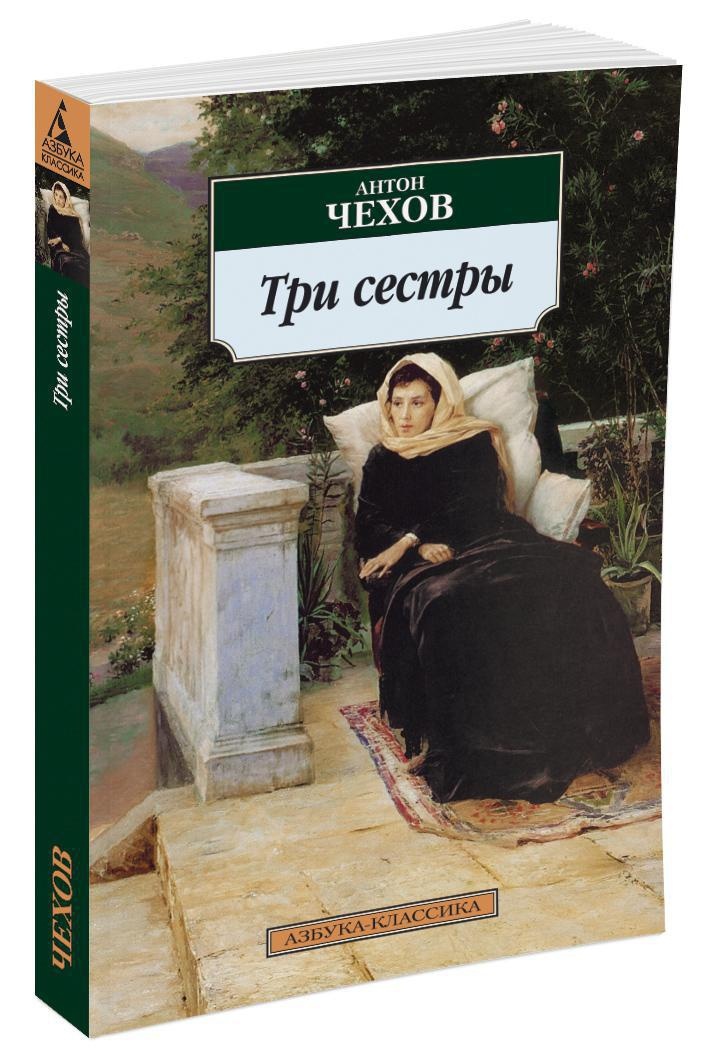 АЗБУКА
КЛАССИКА
Три сестры
ЧЕХОВ
АНТОН
ЧЕХОВ
Три сестры
АЗБУКА-КЛАССИКА